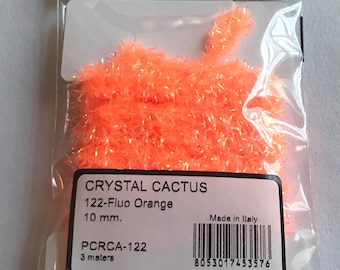 CRYSTAL CACTUS
122-Fluo Orange
10 mm.
Made in Italy
PCRCA-122
3 meters
8053017453576